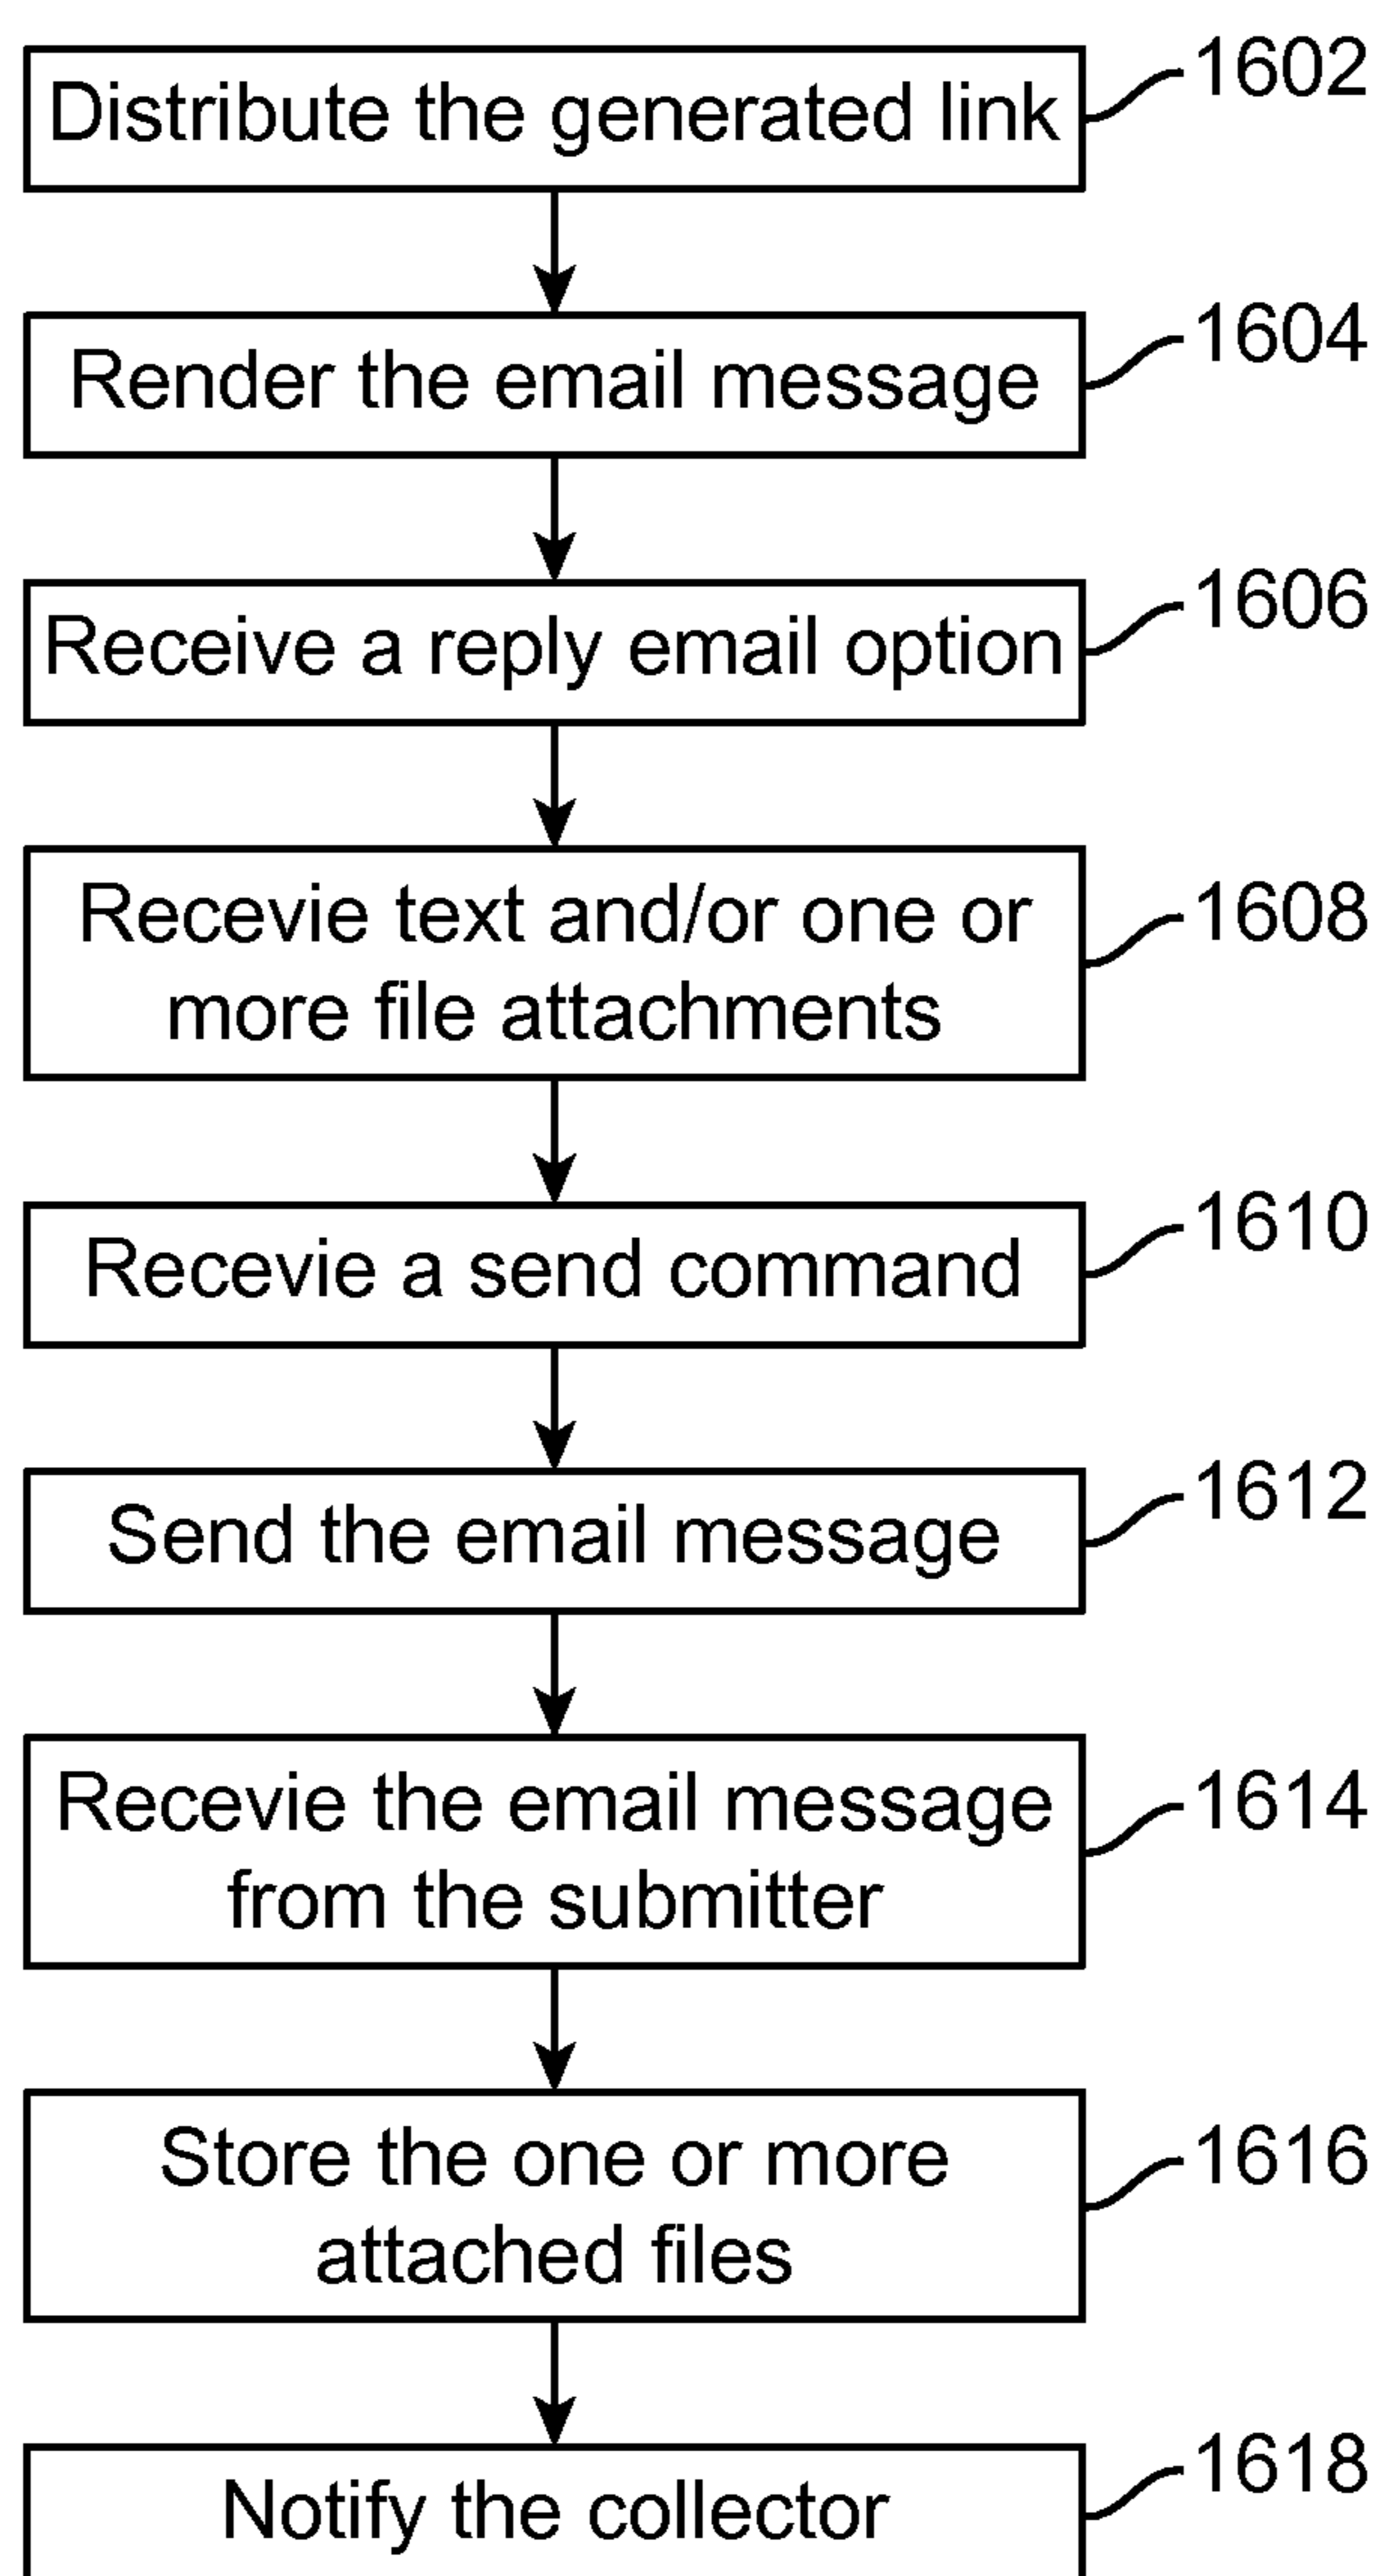 Distribute the generated link
1602
Render the email message
1604
Receive a reply email option
1606
Recevie text and/or one or
more file attachments
1608
Recevie a send command
1610
Send the email message
1612
Recevie the email message
from the submitter
1614
Store the one or more
attached files
1616
Notify the collector
1618